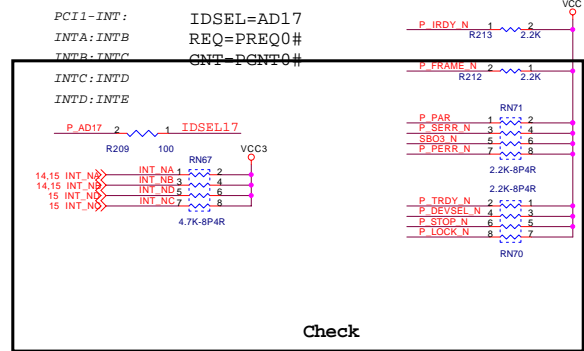 PCI1-INT: IDSEL=AD17
INTA:INTB REQ=PREQ0#
INTB:INTC GNT=PGNT0#
INTC:INTD
INTD:INTE
VCC
P_IRDY_N 1 2
R213 2.2K
P_FRAME_N 2 1
R212 2.2K
P_AD17 2 1 IDSEL17
R209 100
RN67 VCC3
14,15 INT_NA INT_NA 1 2
14,15 INT_NB INT_NB 3 4
15 INT_ND INT_ND 5 6
15 INT_NC INT_NC 7 8
4.7K-8P4R
RN71
P_PAR 1 2
P_SERR_N 3 4
SBO3_N 5 6
P_PERR_N 7 8
2.2K-8P4R
2.2K-8P4R
P_TRDY_N 2 1
P_DEVSEL_N 4 3
P_STOP_N 6 5
P_LOCK_N 8 7
RN70
Check